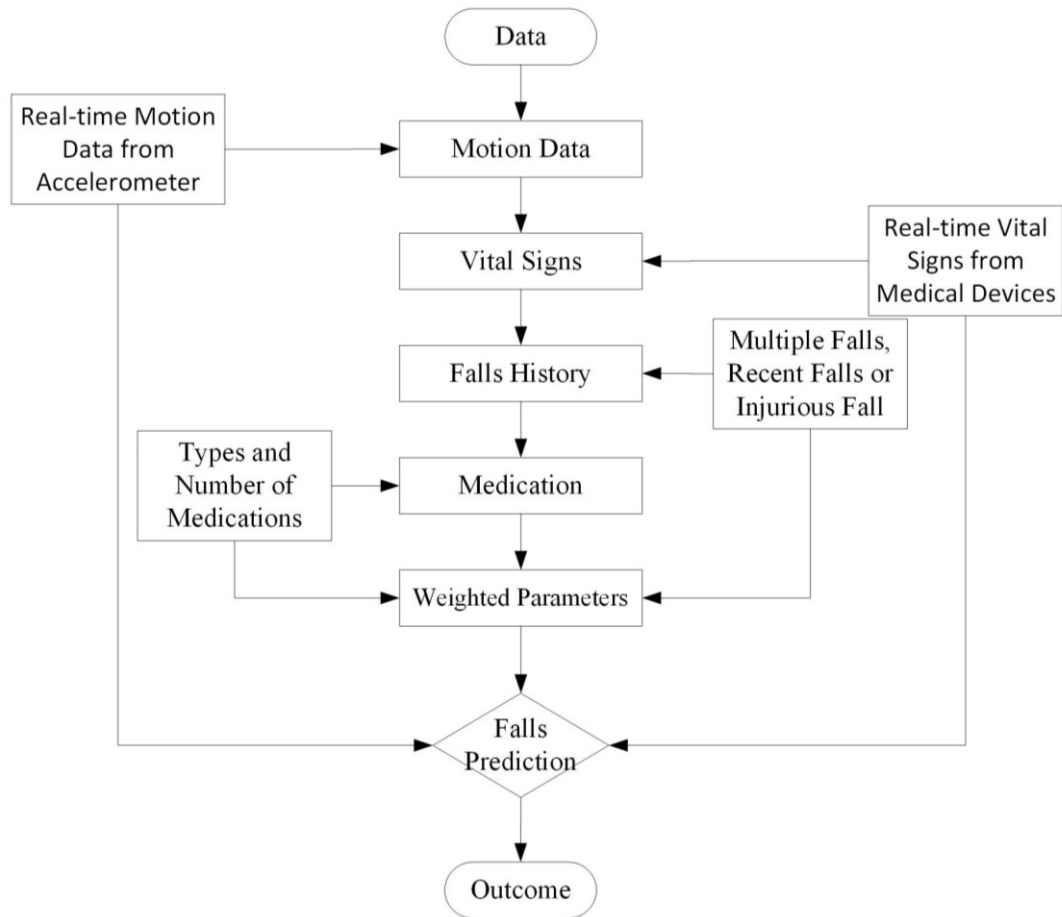 Data
Real-time Motion
Data from
Accelerometer
Motion Data
Vital Signs
Real-time Vital
Signs from
Medical Devices
Falls History
Multiple Falls,
Recent Falls or
Injurious Fall
Types and
Number of
Medications
Medication
Weighted Parameters
Falls
Prediction
Outcome